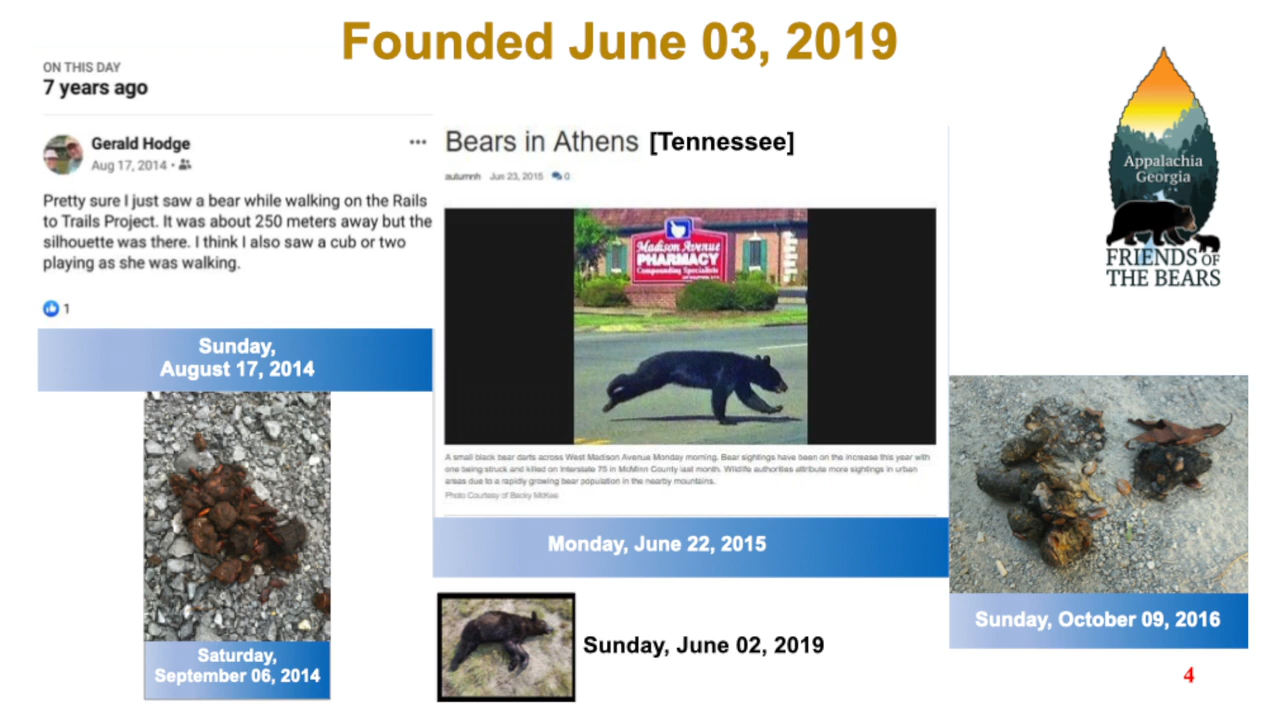 Founded June 03, 2019
ON THIS DAY
7 years ago
Gerald Hodge
Aug 17, 2014 •
Pretty sure I just saw a bear while walking on the Rails
to Trails Project. It was about 250 meters away but the
silhouette was there. I think I also saw a cub or two
playing as she was walking.
1
Sunday,
August 17, 2014
Saturday,
September 06, 2014
Bears in Athens [Tennessee]
autumnh Jun 23, 2015 0
Madison Avenue
PHARMACY
Compounding Specialists
A small black bear darts across West Madison Avenue Monday morning. Bear sightings have been on the increase this year with
one being struck and killed on Interstate 75 in McMinn County last month. Wildlife authorities attribute more sightings in urban
areas due to a rapidly growing bear population in the nearby mountains.
Photo Courtesy of Becky McKee
Monday, June 22, 2015
Sunday, June 02, 2019
Appalachia
Georgia
FRIENDS OF
THE BEARS
Sunday, October 09, 2016
4